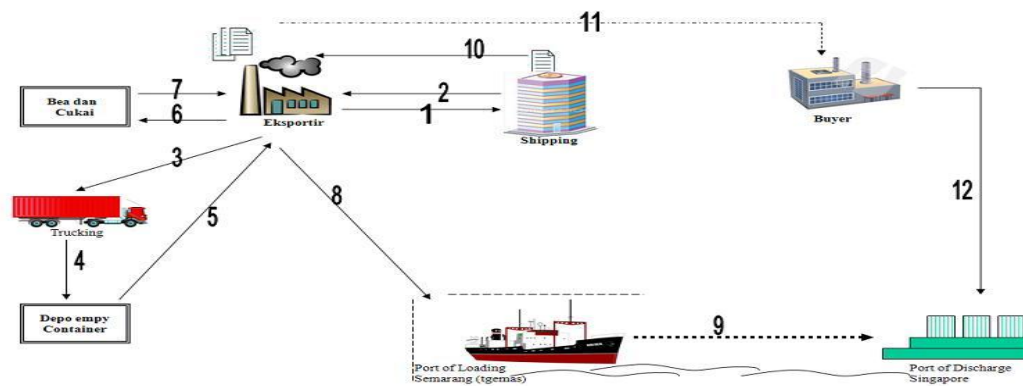 11
10
7
2
Bea dan
Cukai
6
Eksportir
1
Shipping
Buyer
3
8
12
5
Trucking
4
Depo empy
Container
9
Port of Loading
Semarang (tgemas)
Port of Discharge
Singapore